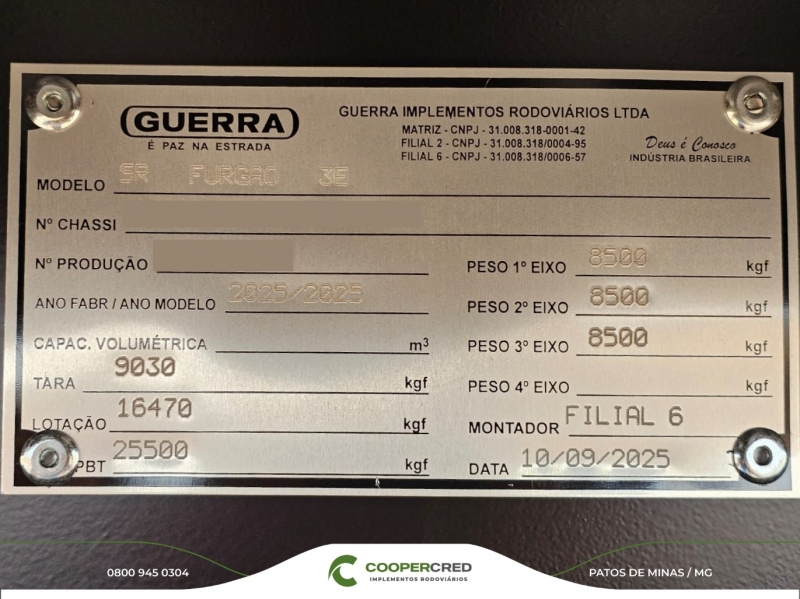 GUERRA
É PAZ NA ESTRADA
GUERRA IMPLEMENTOS RODOVIÁRIOS LTDA
MATRIZ - CNPJ - 31.008.318-0001-42
FILIAL 2 - CNPJ - 31.008.318/0004-95
FILIAL 6 - CNPJ - 31.008.318/0006-57
Deus é Conosco
INDÚSTRIA BRASILEIRA
MODELO SR FURGAO 3E
Nº CHASSI
Nº PRODUÇÃO
ANO FABR / ANO MODELO 2025/2025
CAPAC. VOLUMÉTRICA m³
TARA 9030 kgf
LOTAÇÃO 16470 kgf
PBT 25500 kgf
PESO 1º EIXO 8500 kgf
PESO 2º EIXO 8500 kgf
PESO 3º EIXO 8500 kgf
PESO 4º EIXO kgf
MONTADOR FILIAL 6
DATA 10/09/2025
0800 945 0304
COOPERCRED
IMPLEMENTOS RODOVIÁRIOS
PATOS DE MINAS / MG